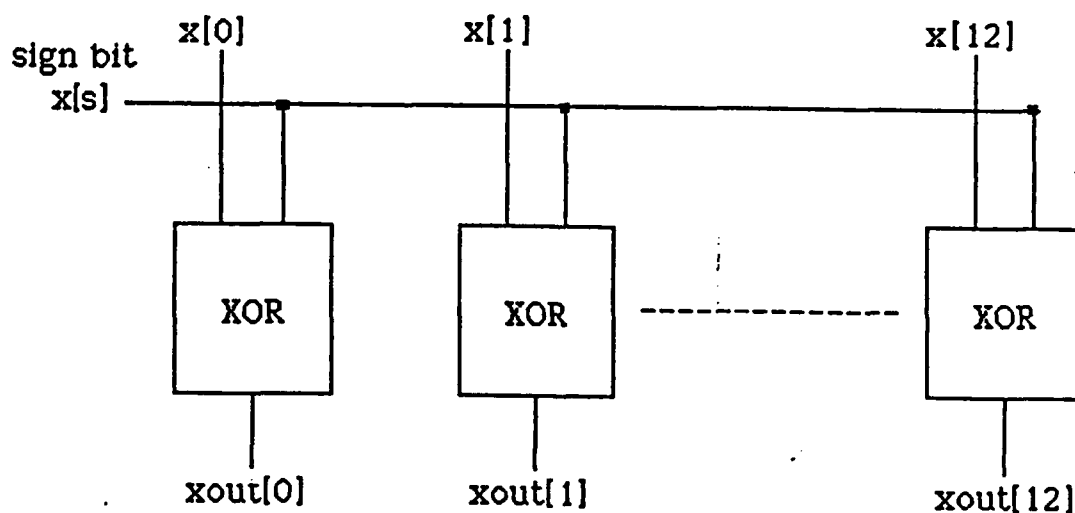 x[0] x[1] x[12]
sign bit
x[s]
XOR XOR XOR
xout[0] xout[1] xout[12]